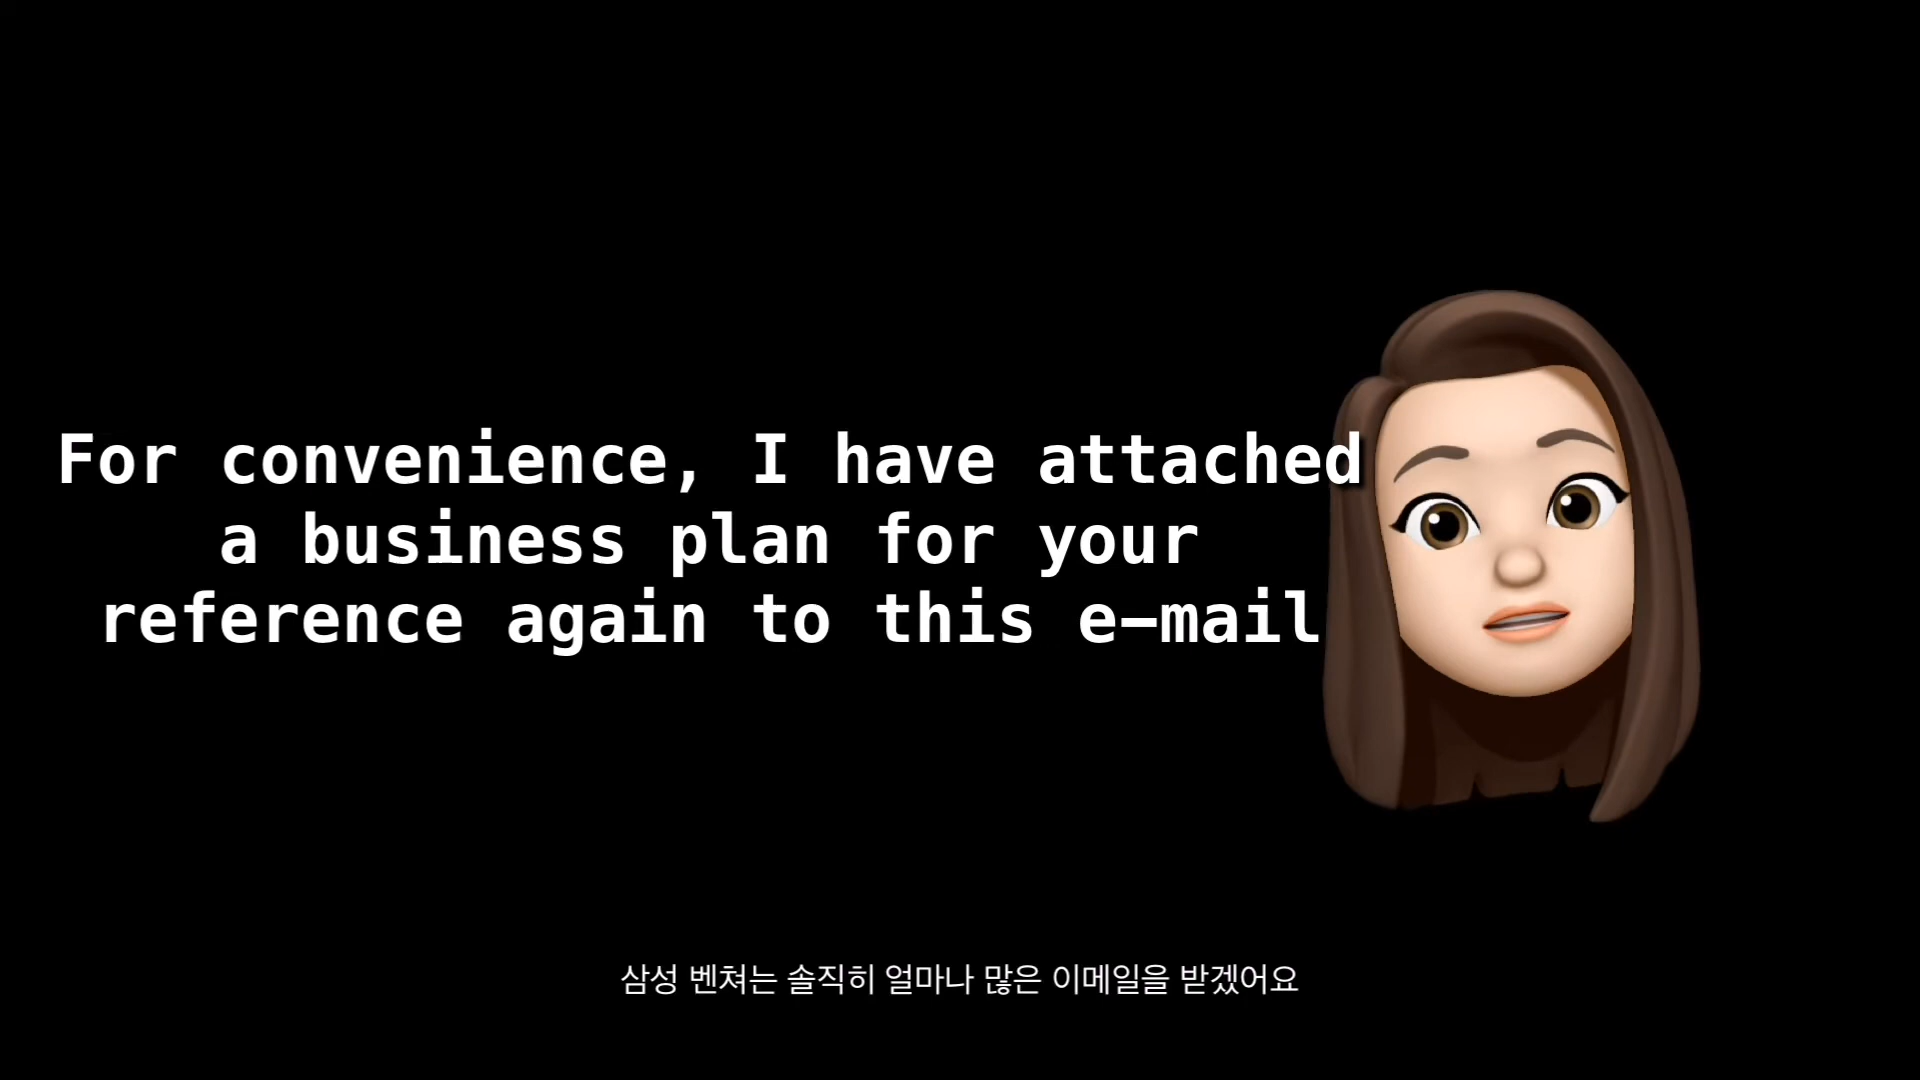 For convenience, I have attached
a business plan for your
reference again to this e-mail
삼성 벤쳐는 솔직히 얼마나 많은 이메일을 받겠어요